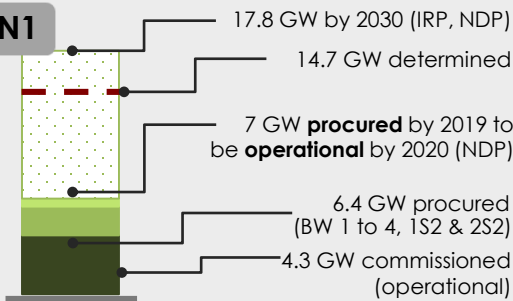 N1
17.8 GW by 2030 (IRP, NDP)
14.7 GW determined
7 GW procured by 2019 to
be operational by 2020 (NDP)
6.4 GW procured
(BW 1 to 4, 1S2 & 2S2)
4.3 GW commissioned
(operational)